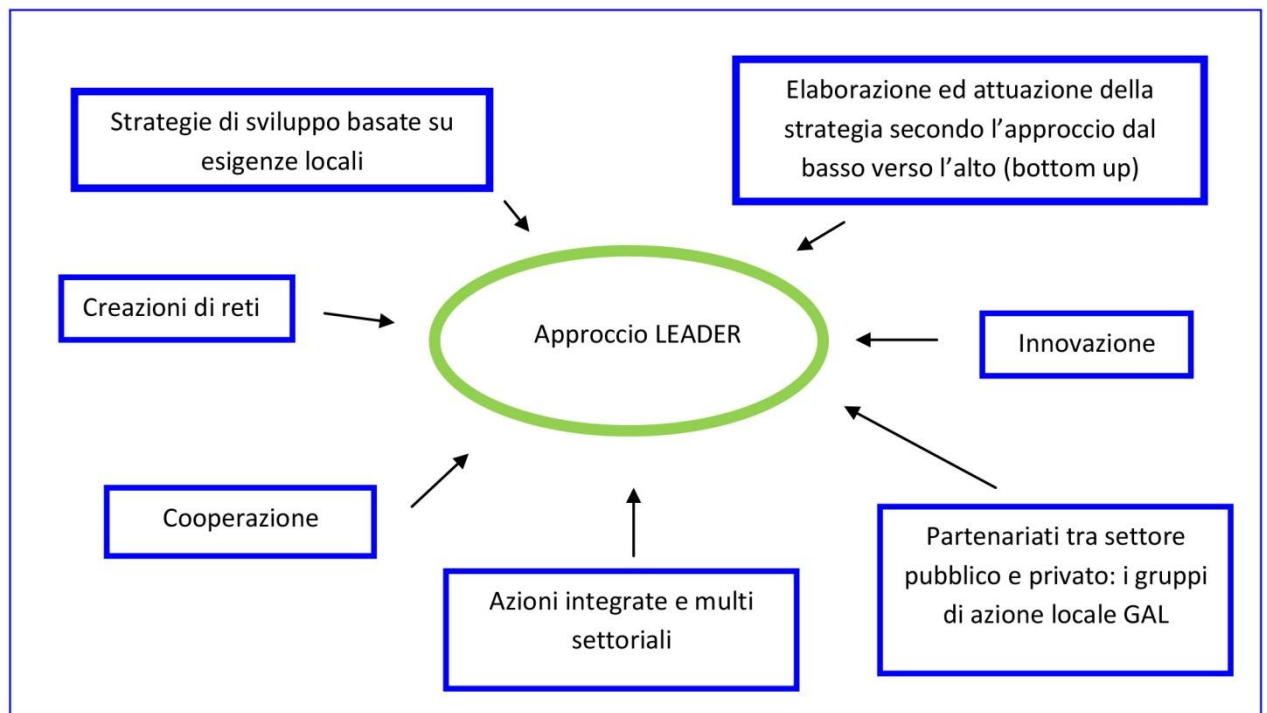 Strategie di sviluppo basate su
esigenze locali
Elaborazione ed attuazione della
strategia secondo l’approccio dal
basso verso l’alto (bottom up)
Creazioni di reti
Approccio LEADER
Innovazione
Cooperazione
Azioni integrate e multi
settoriali
Partenariati tra settore
pubblico e privato: i gruppi
di azione locale GAL